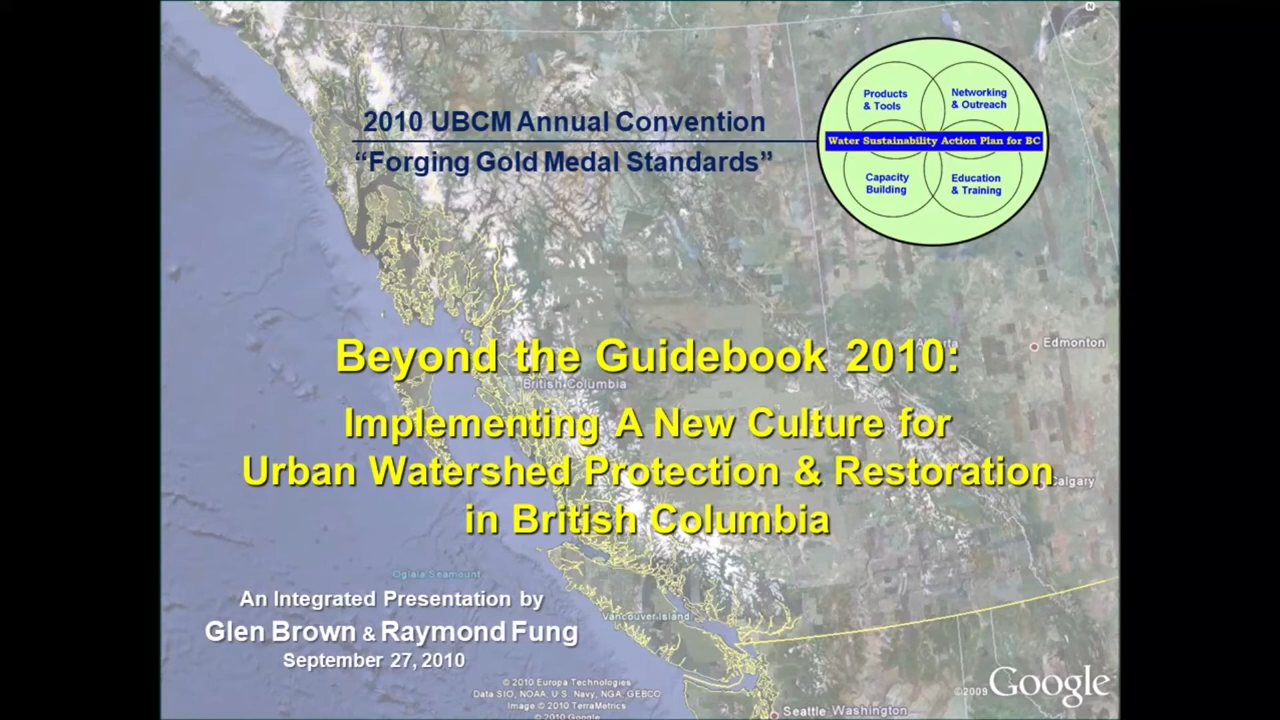 2010 UBCM Annual Convention
“Forging Gold Medal Standards”
Products
& Tools
Networking
& Outreach
Water Sustainability Action Plan for BC
Capacity
Building
Education
& Training
N
Beyond the Guidebook 2010:
Edmonton
British Columbia
Implementing A New Culture for
Urban Watershed Protection & Restoration
Calgary
in British Columbia
Oglala Seamount
An Integrated Presentation by
Vancouver Island
Glen Brown & Raymond Fung
September 27, 2010
© 2010 Europa Technologies
Data SIO, NOAA, U.S. Navy, NGA, GEBCO
Image © 2010 TerraMetrics
© 2010 Google
©2009 Google
Seattle Washington